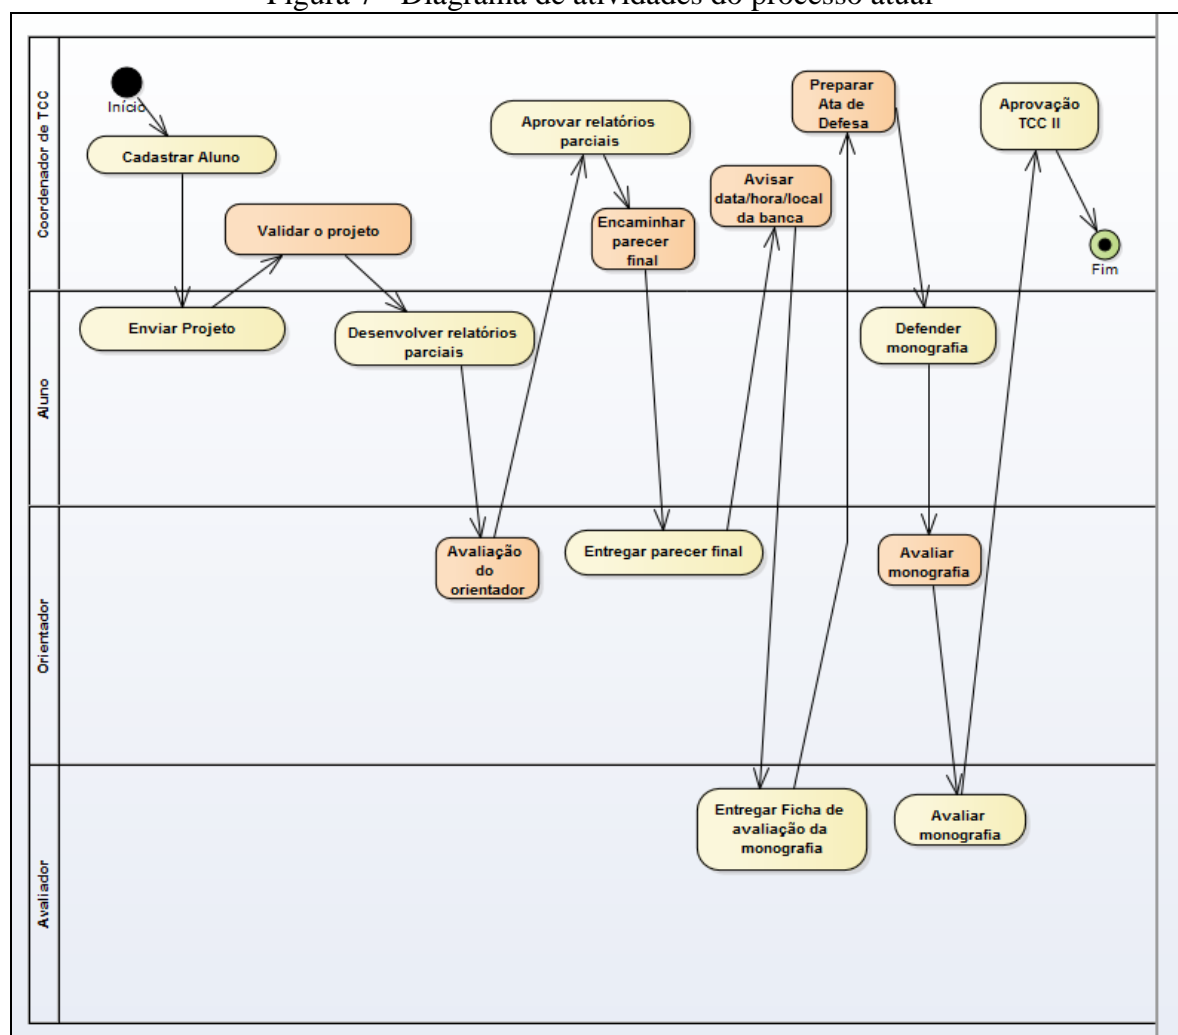 Figura 7 - Diagrama de atividades do processo atual
Coordenador de TCC
Início
Cadastrar Aluno
Validar o projeto
Aprovar relatórios
parciais
Encaminhar
parecer
final
Avisar
data/hora/local
da banca
Preparar
Ata de
Defesa
Aprovação
TCC II
Fim
Aluno
Enviar Projeto
Desenvolver relatórios
parciais
Defender
monografia
Orientador
Avaliação
do
orientador
Entregar parecer final
Avaliar
monografia
Avaliador
Entregar Ficha de
avaliação da
monografia
Avaliar
monografia